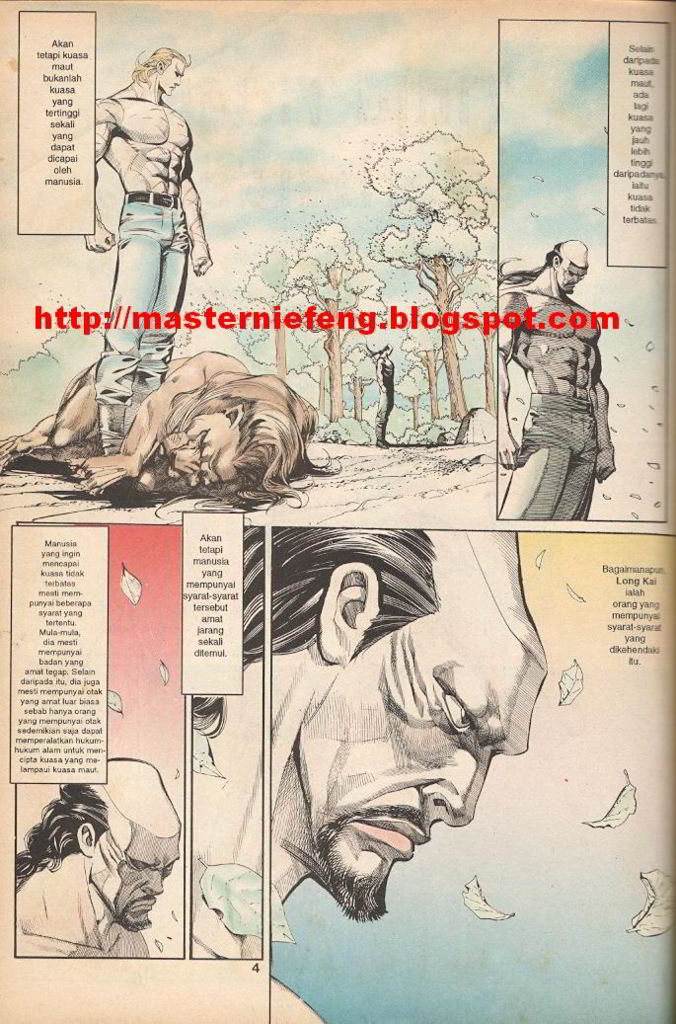 Akan
tetapi kuasa
maut
bukanlah
kuasa
yang
tertinggi
sekali
yang
dapat
dicapai
oleh
manusia.
Selain
daripada
kuasa
maut,
ada
lagi
kuasa
yang
jauh
lebih
tinggi
daripadanya,
iaitu
kuasa
tidak
terbatas.
http://masterniefeng.blogspot.com
Manusia
yang ingin
mencapai
kuasa tidak
terbatas
mesti mem-
punyai beberapa
syarat yang
tertentu.
Mula-mula,
dia mesti
mempunyai
badan yang
amat tegap. Selain
daripada itu, dia juga
mesti mempunyai otak
yang amat luar biasa
sebab hanya orang
yang mempunyai otak
sedemikian saja dapat
memperalatkan hukum-
hukum alam untuk men-
cipta kuasa yang me-
lampaui kuasa maut.
Akan
tetapi
manusia
yang
mempunyai
syarat-syarat
tersebut
amat
jarang
sekali
ditemui.
Bagaimanapun,
Long Kai
ialah
orang yang
mempunyai
syarat-syarat
yang
dikehendaki
itu.
4